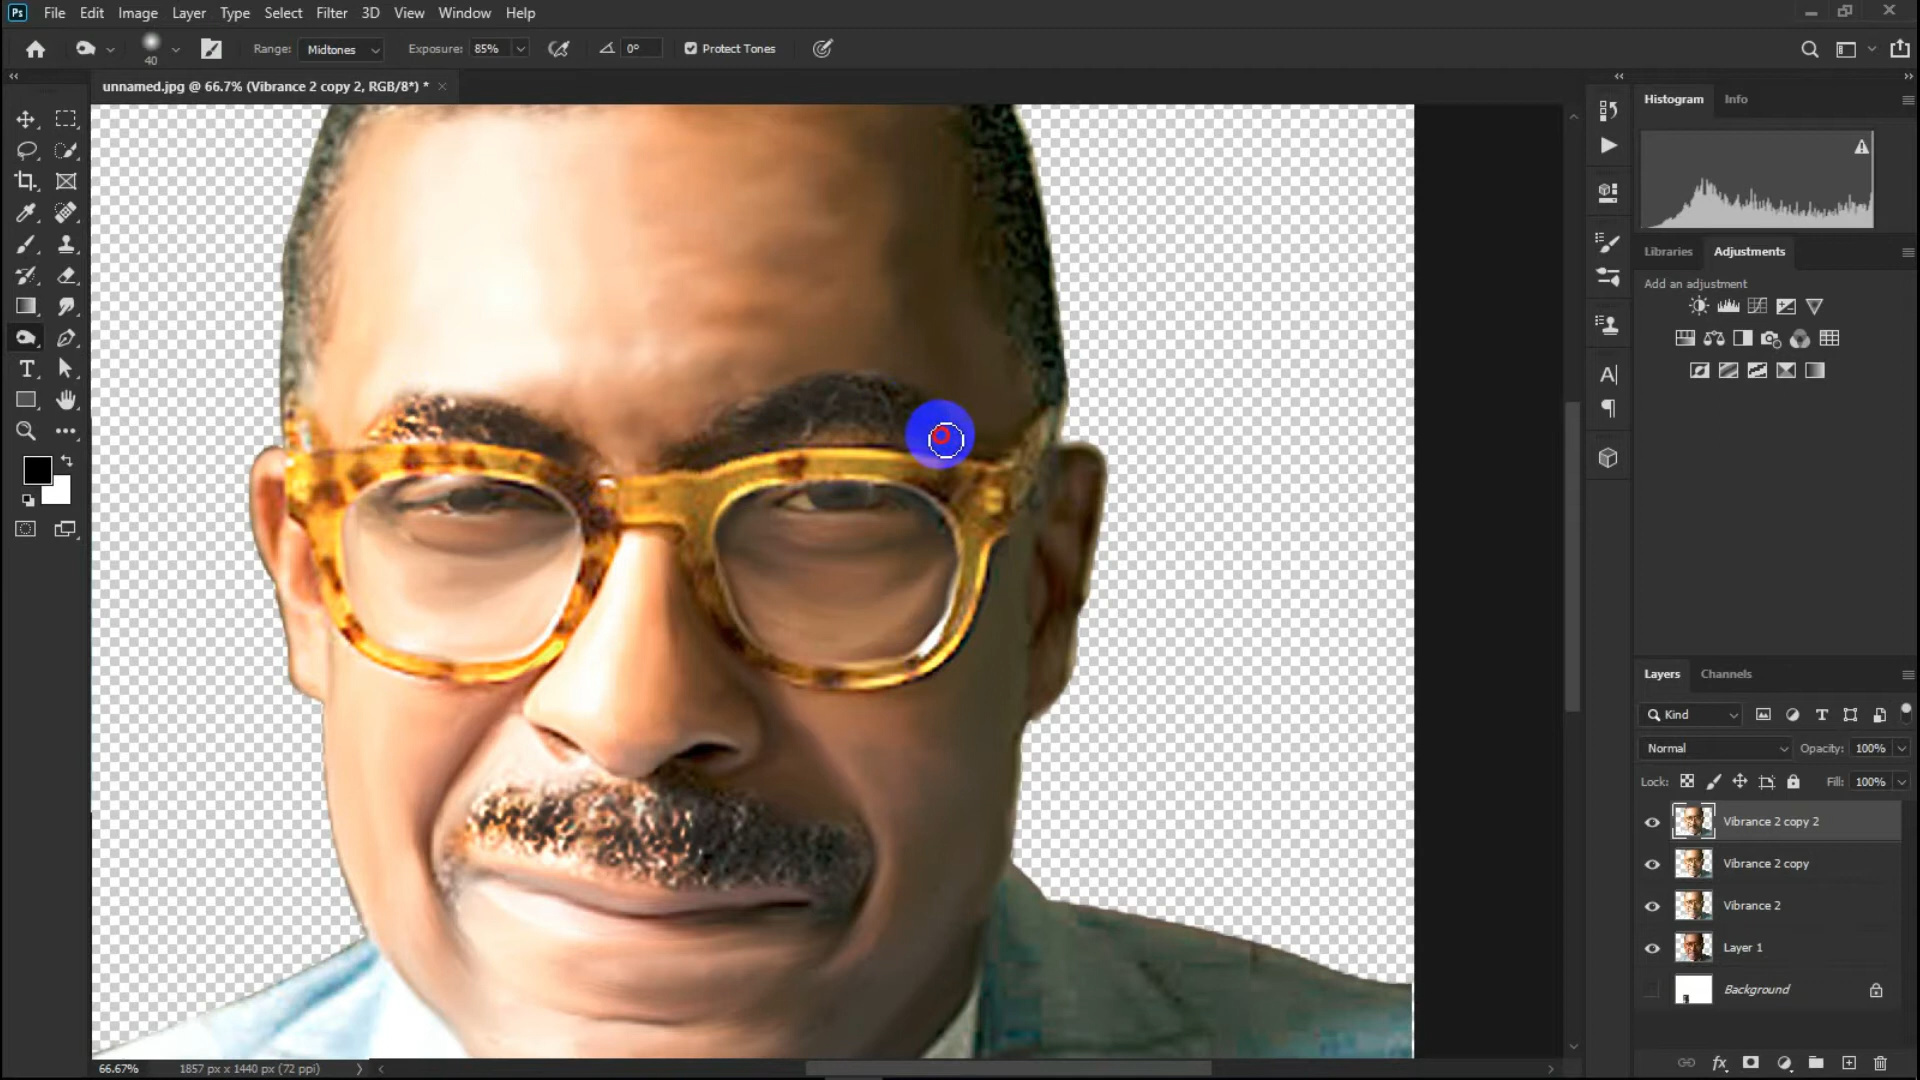 Ps File Edit Image Layer Type Select Filter 3D View Window Help
40 Range: Midtones Exposure: 85% 0° Protect Tones
unnamed.jpg @ 66.7% (Vibrance 2 copy 2, RGB/8*) * ×
Histogram Info
Libraries Adjustments
Add an adjustment
Layers Channels
Kind
Normal Opacity: 100%
Lock: Fill: 100%
Vibrance 2 copy 2
Vibrance 2 copy
Vibrance 2
Layer 1
Background
66.67% 1857 px x 1440 px (72 ppi)